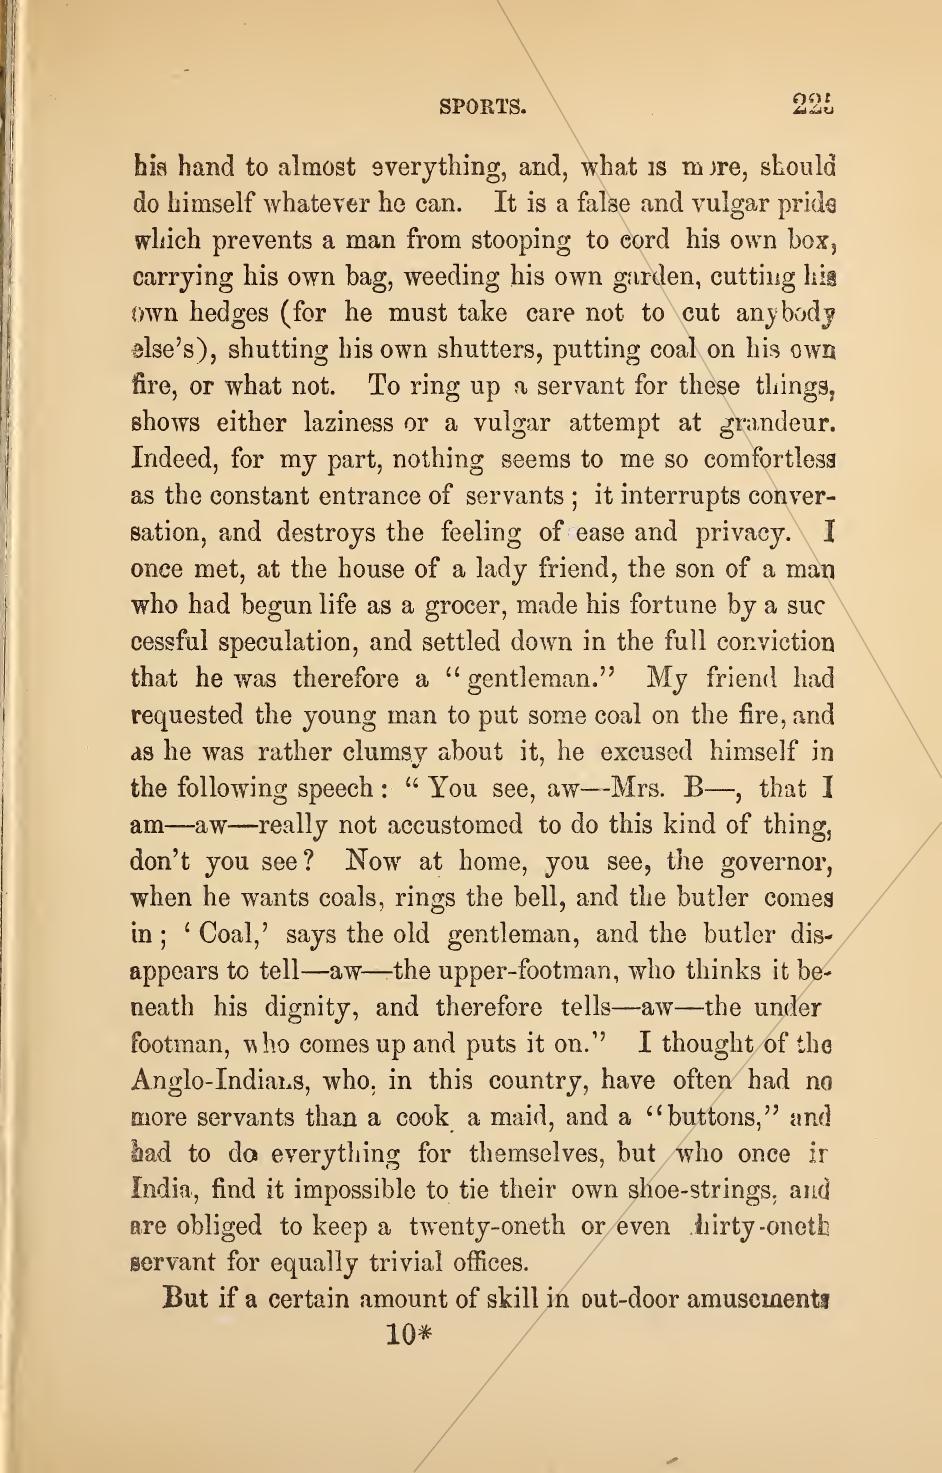 SPORTS. 225
his hand to almost everything, and, what is more, should
do himself whatever he can. It is a false and vulgar pride
which prevents a man from stooping to cord his own box,
carrying his own bag, weeding his own garden, cutting his
own hedges (for he must take care not to cut anybody
else's), shutting his own shutters, putting coal on his own
fire, or what not. To ring up a servant for these things,
shows either laziness or a vulgar attempt at grandeur.
Indeed, for my part, nothing seems to me so comfortless
as the constant entrance of servants ; it interrupts conver-
sation, and destroys the feeling of ease and privacy. I
once met, at the house of a lady friend, the son of a man
who had begun life as a grocer, made his fortune by a suc
cessful speculation, and settled down in the full conviction
that he was therefore a “gentleman.” My friend had
requested the young man to put some coal on the fire, and
as he was rather clumsy about it, he excused himself in
the following speech : “ You see, aw—Mrs. B—, that I
am—aw—really not accustomed to do this kind of thing,
don't you see? Now at home, you see, the governor,
when he wants coals, rings the bell, and the butler comes
in ; ‘ Coal,’ says the old gentleman, and the butler dis-
appears to tell—aw—the upper-footman, who thinks it be-
neath his dignity, and therefore tells—aw—the under
footman, who comes up and puts it on.” I thought of the
Anglo-Indians, who, in this country, have often had no
more servants than a cook a maid, and a “buttons,” and
had to do everything for themselves, but who once in
India, find it impossible to tie their own shoe-strings, and
are obliged to keep a twenty-oneth or even thirty-oneth
servant for equally trivial offices.
But if a certain amount of skill in out-door amusements
10*